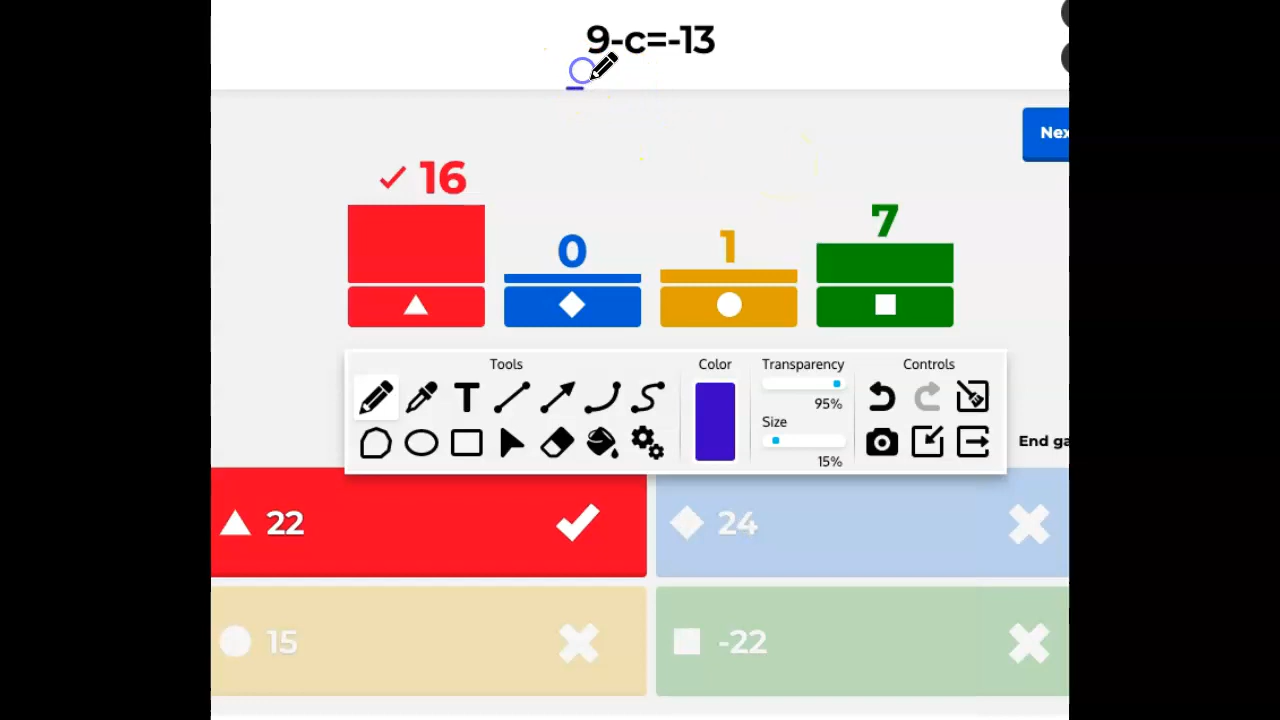 9-c=-13
Nex
16
0
1
7
Tools
Color
Transparency
Controls
95%
Size
15%
End ga
22
24
15
-22